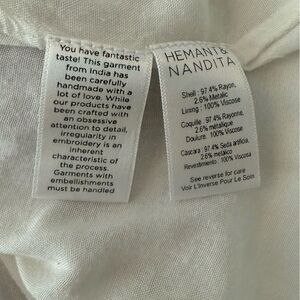 You have fantastic
taste! This garment
from India has
been carefully
handmade with a
lot of love. While
our products have
been crafted with
an obsessive
attention to detail,
irregularity in
embroidery is an
inherent
characteristic of
the process.
Garments with
embellishments
must be handled
HEMANT &
NANDITA
Shell : 97.4% Rayon,
2.6% Metalic
Lining : 100% Viscose
Coquille : 97.4% Rayonne,
2.6% métallique
Doulure : 100% Viscose
Cáscara : 97.4% Seda artificia,
2.6% metálico
Revestimiento : 100% Viscosa
See reverse for care
Voir L'inverse Pour Le Soin